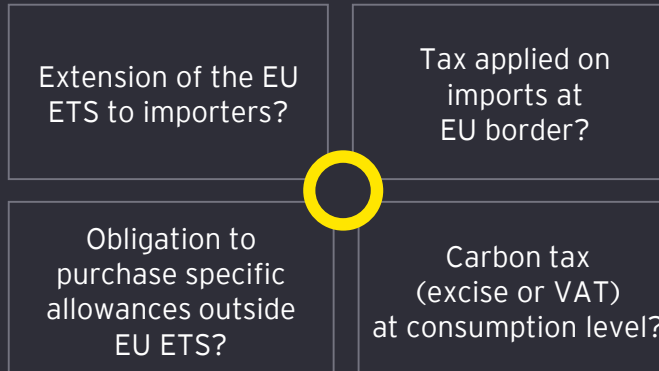 Extension of the EU
ETS to importers?
Tax applied on
imports at
EU border?
Obligation to
purchase specific
allowances outside
EU ETS?
Carbon tax
(excise or VAT)
at consumption level?